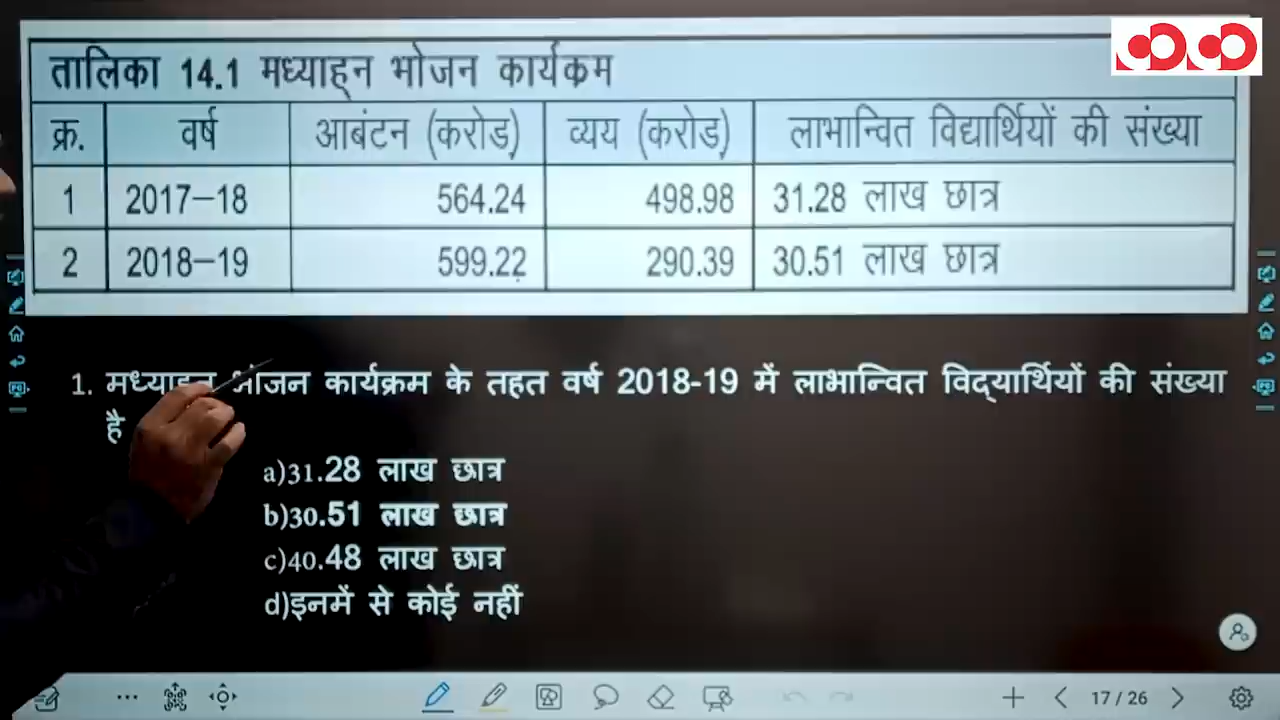 तालिका 14.1 मध्याह्न भोजन कार्यक्रम
क्र. वर्ष आबंटन (करोड़) व्यय (करोड़) लाभान्वित विद्यार्थियों की संख्या
1 2017–18 564.24 498.98 31.28 लाख छात्र
2 2018–19 599.22 290.39 30.51 लाख छात्र
1. मध्याह्न भोजन कार्यक्रम के तहत वर्ष 2018-19 में लाभान्वित विद्यार्थियों की संख्या
है
a)31.28 लाख छात्र
b)30.51 लाख छात्र
c)40.48 लाख छात्र
d)इनमें से कोई नहीं
17 / 26